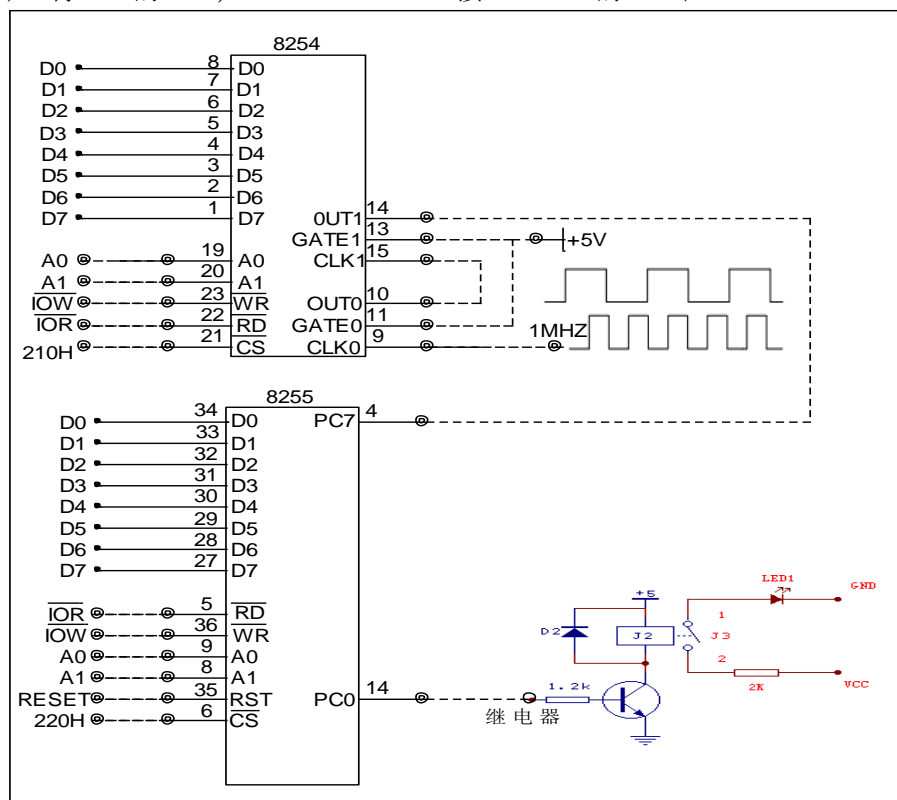 8254
D0 8 D0
D1 7 D1
D2 6 D2
D3 5 D3
D4 4 D4
D5 3 D5
D6 2 D6
D7 1 D7
0UT1 14
GATE1 13 +5V
CLK1 15
A0 19 A0
A1 20 A1
IOW 23 WR
IOR 22 RD
210H 21 CS
OUT0 10
GATE0 11
CLK0 9 1MHZ
8255
D0 34 D0 PC7 4
D1 33 D1
D2 32 D2
D3 31 D3
D4 30 D4
D5 29 D5
D6 28 D6
D7 27 D7
IOR 5 RD
IOW 36 WR
A0 9 A0
A1 8 A1
RESET 35 RST PC0 14
220H 6 CS
继电器
1.2k
D2
+5
J2
1
J3
2
LED1
GND
2K
VCC